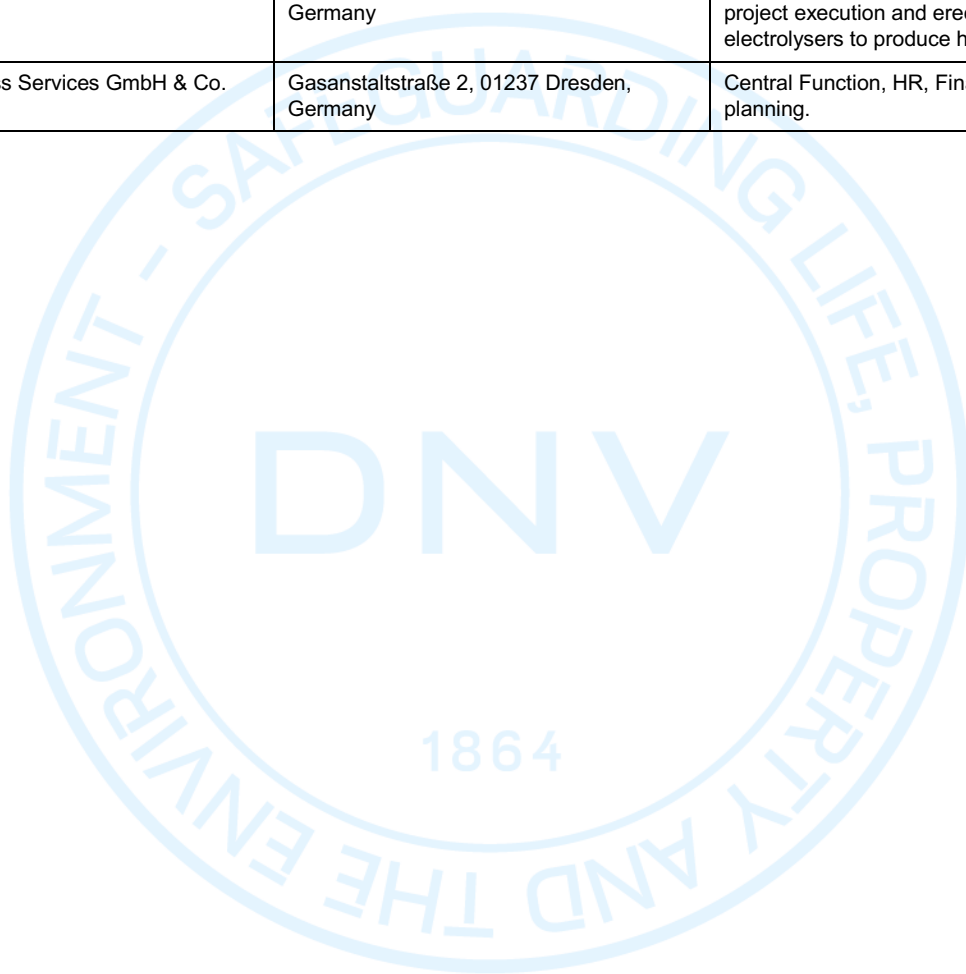 Germany
project execution and ere
electrolysers to produce h
s Services GmbH & Co.
Gasanstaltstraße 2, 01237 Dresden,
Germany
Central Function, HR, Fin
planning.
SAFEGUARDING LIFE, PROPERTY AND THE ENVIRONMENT -
DNV
1864